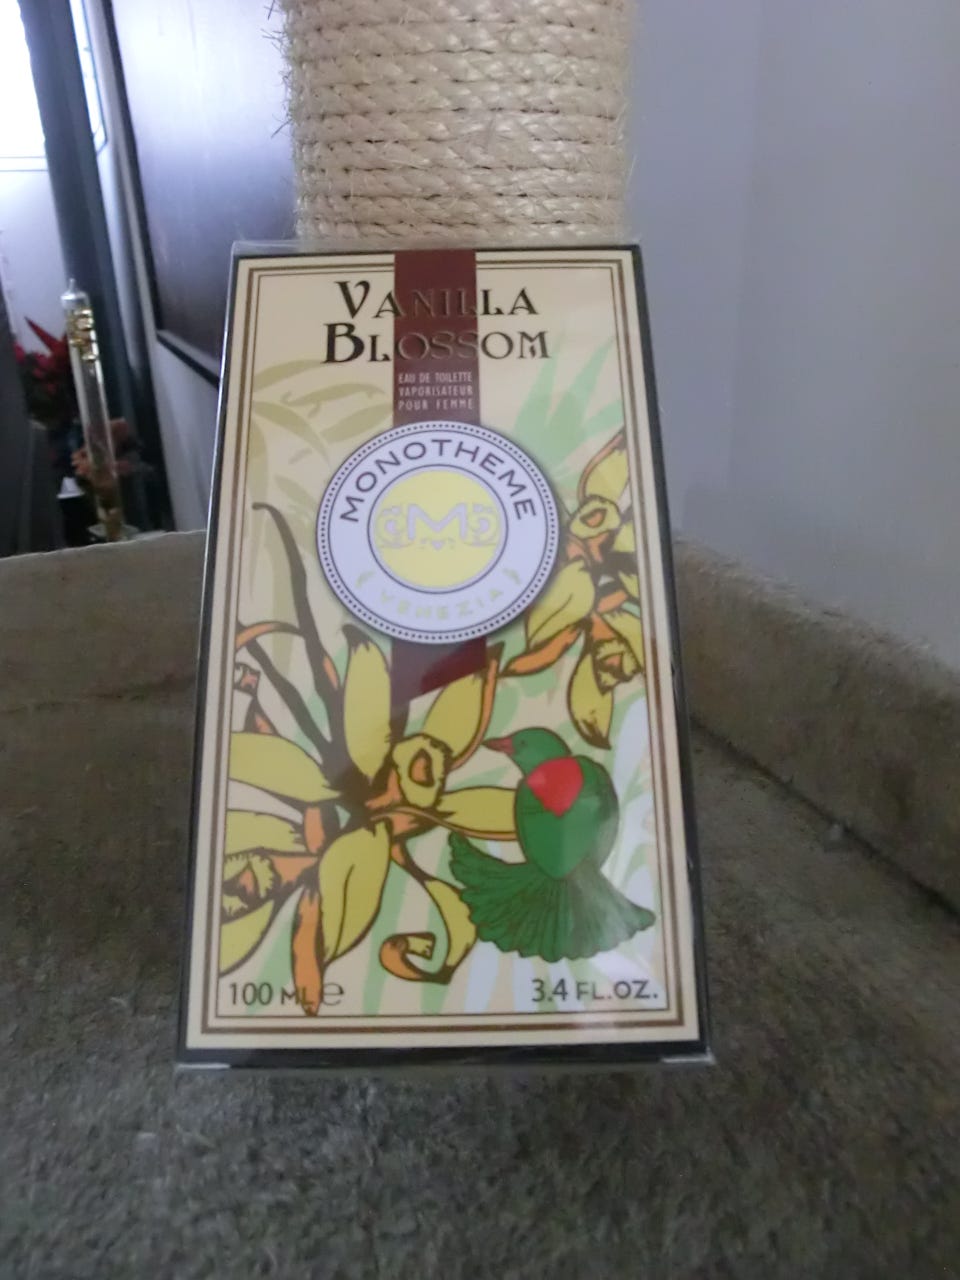 VANILLA
BLOSSOM
EAU DE TOILETTE
VAPORISATEUR
POUR FEMME
MONOTHEME
M
VENEZIA
100 ML e
3.4 FL.OZ.